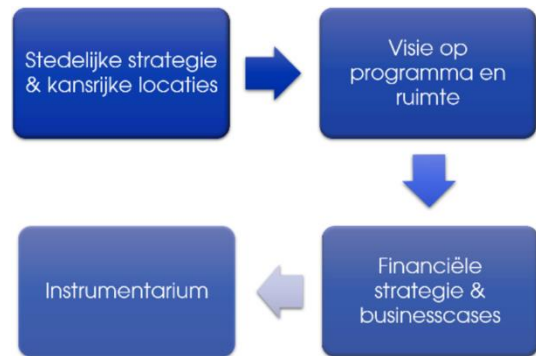 Stedelijke strategie
& kansrijke locaties
Visie op
programma en
ruimte
Financiële
strategie &
businesscases
Instrumentarium